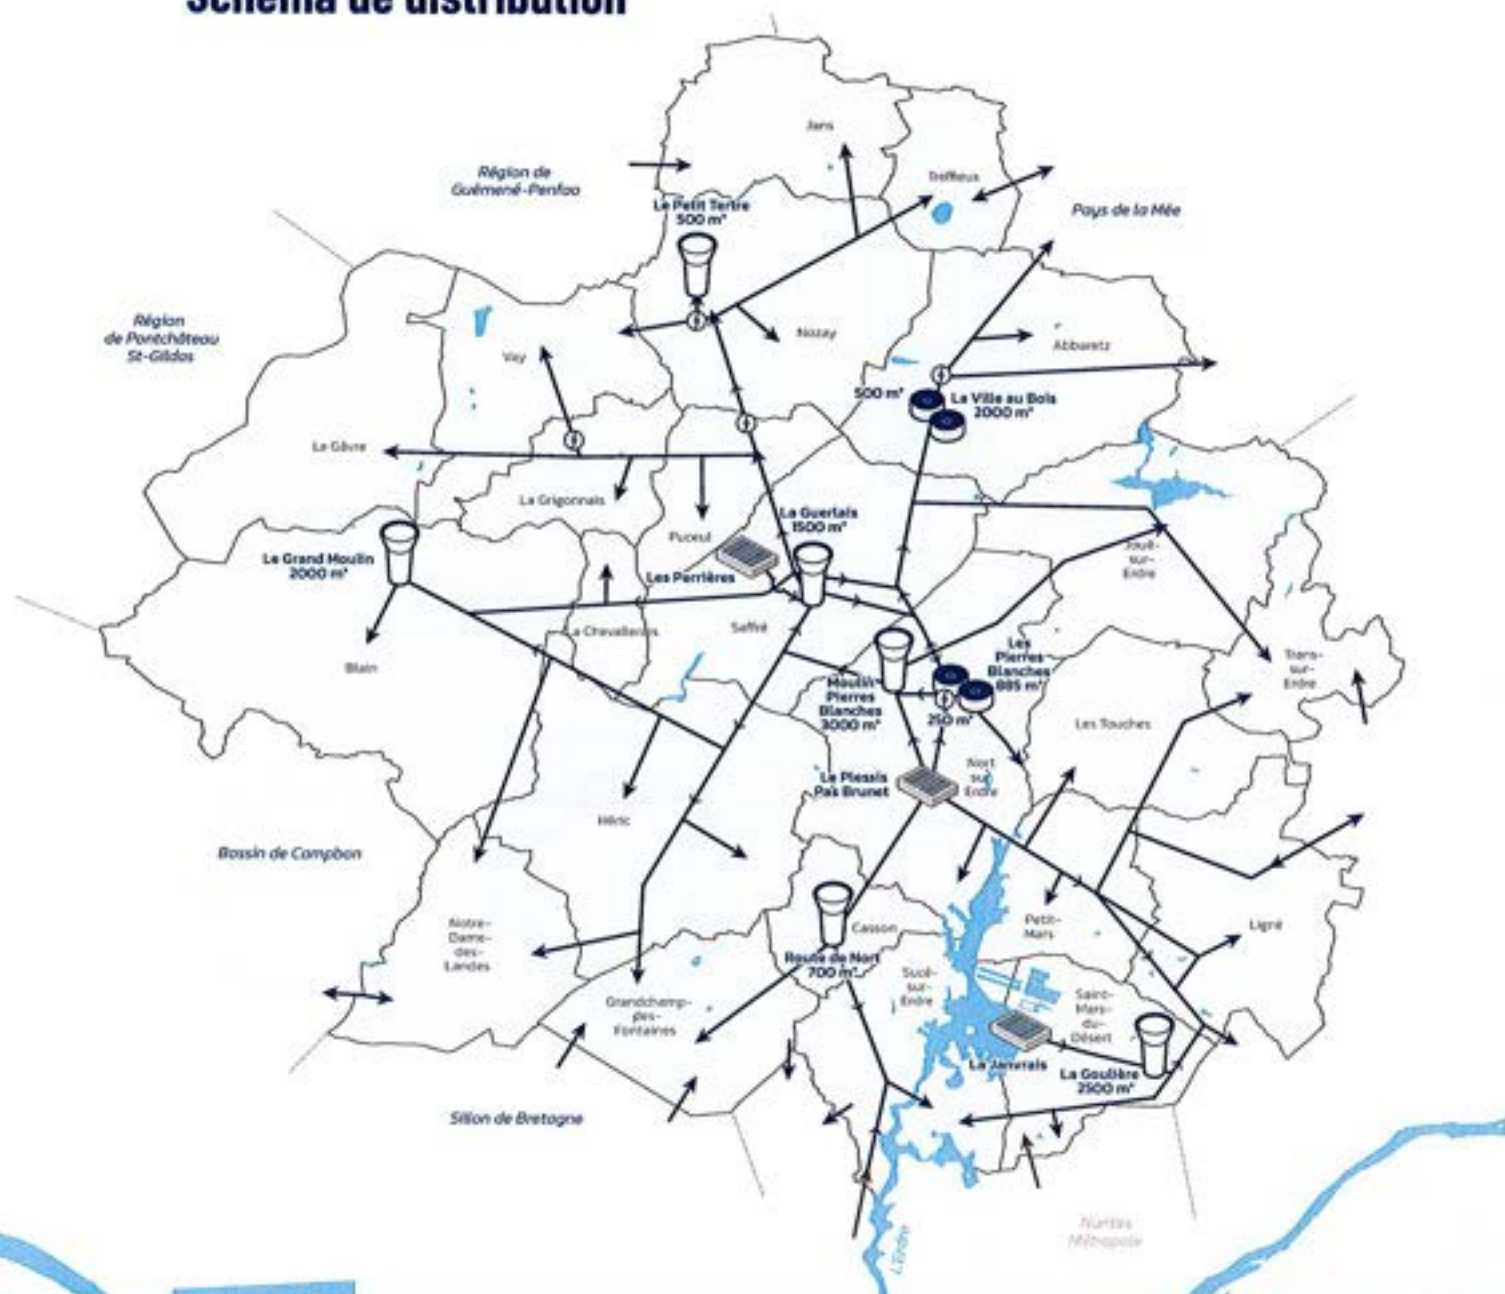 Schéma de distribution
Jans
Région de
Guémené-Penfao
Treffieux
Le Petit Tertre
500 m³
Pays de la Mée
Région
de Pontchâteau
St-Gildas
Nozay
Abbaretz
Vay
500 m³
La Ville au Bois
2000 m³
Le Gâvre
La Grigonnais
La Guerlais
1500 m³
Puceul
Joué-
sur-
Erdre
Le Grand Moulin
2000 m³
Les Perrières
La Chevallerais
Saffré
Blain
Les
Pierres
Blanches
885 m³
Trans-
sur-
Erdre
Moulin
Pierres
Blanches
3000 m³
250 m³
Les Touches
Le Plessis
Pas Brunet
Nort
sur
Erdre
Héric
Bassin de Campbon
Notre-
Dame-
des-
Landes
Casson
Petit-
Mars
Ligné
Route de Nort
700 m³
Sucé-
sur-
Erdre
Grandchamp-
des-
Fontaines
Saint-
Mars-
du-
Désert
La Janvrais
La Goulière
2500 m³
Sillon de Bretagne
Nantes
Métropole
L'Erdre